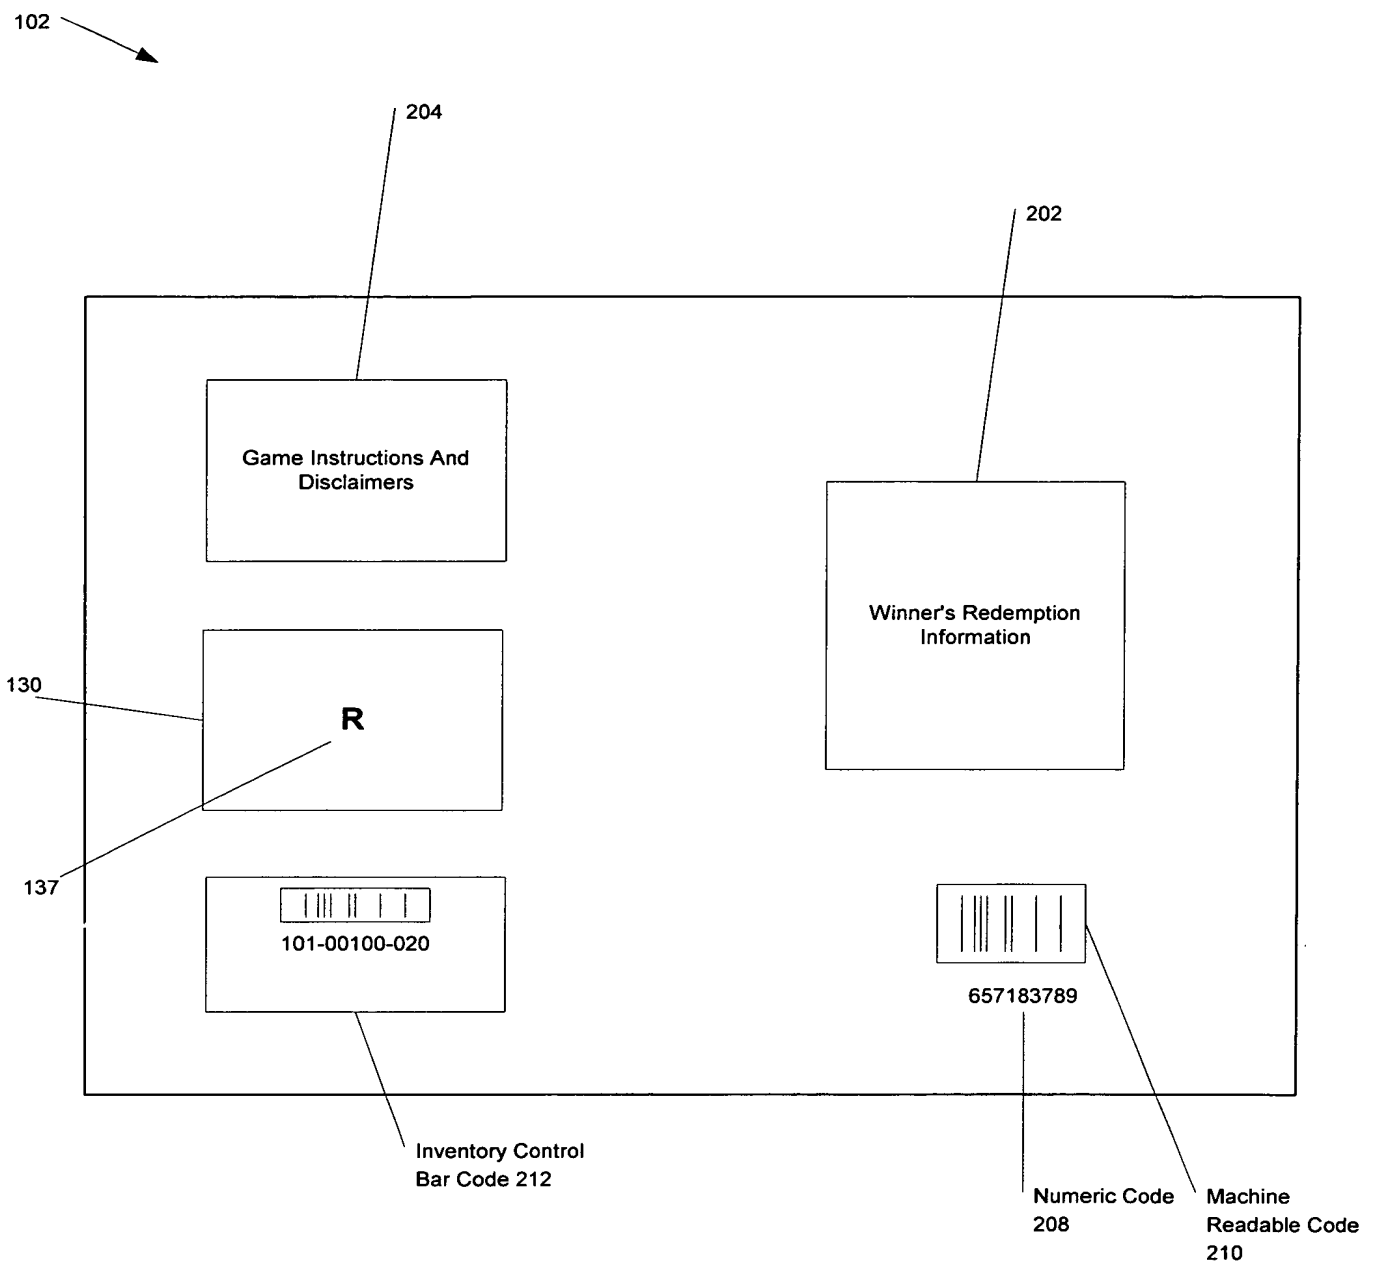 102
204
202
Game Instructions And
Disclaimers
Winner's Redemption
Information
130
R
137
101-00100-020
657183789
Inventory Control
Bar Code 212
Numeric Code
208
Machine
Readable Code
210